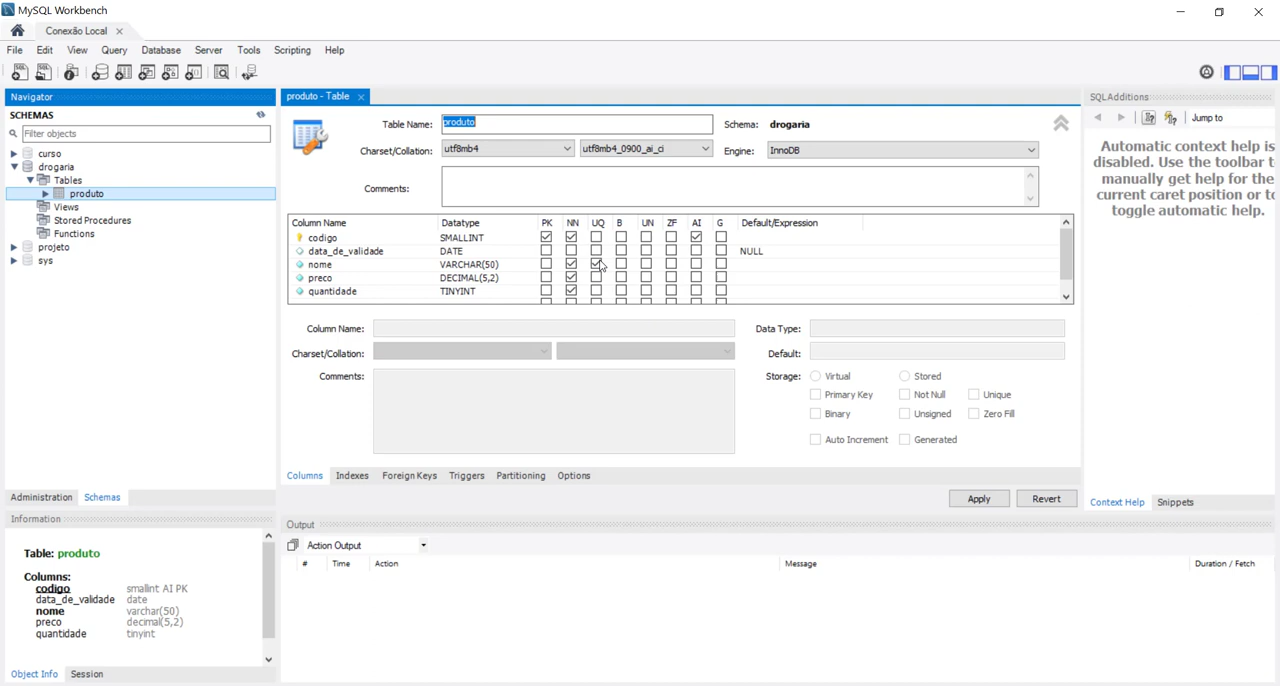 MySQL Workbench
Conexão Local
File Edit View Query Database Server Tools Scripting Help
Navigator
SCHEMAS
Filter objects
curso
drogaria
Tables
produto
Views
Stored Procedures
Functions
projeto
sys
Administration Schemas
Information
Table: produto
Columns:
codigo smallint AI PK
data_de_validade date
nome varchar(50)
preco decimal(5,2)
quantidade tinyint
Object Info Session
produto - Table
Table Name: produto Schema: drogaria
Charset/Collation: utf8mb4 utf8mb4_0900_ai_ci Engine: InnoDB
Comments:
Column Name Datatype PK NN UQ B UN ZF AI G Default/Expression
codigo SMALLINT
data_de_validade DATE NULL
nome VARCHAR(50)
preco DECIMAL(5,2)
quantidade TINYINT
Column Name: Data Type:
Charset/Collation: Default:
Comments: Storage: Virtual Stored
Primary Key Not Null Unique
Binary Unsigned Zero Fill
Auto Increment Generated
Columns Indexes Foreign Keys Triggers Partitioning Options
Apply Revert
Output
Action Output
# Time Action Message Duration / Fetch
SQLAdditions
Jump to
Automatic context help is
disabled. Use the toolbar t
manually get help for the
current caret position or to
toggle automatic help.
Context Help Snippets